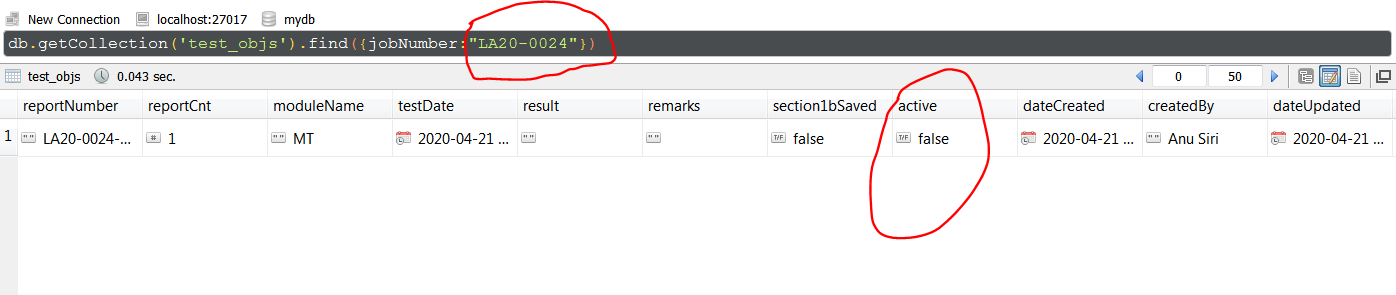 New Connection localhost:27017 mydb
db.getCollection('test_objs').find({jobNumber:"LA20-0024"})
test_objs 0.043 sec. 0 50
reportNumber reportCnt moduleName testDate result remarks section1bSaved active dateCreated createdBy dateUpdated
1 LA20-0024-... # 1 " " MT 2020-04-21 ... " " " " T/F false T/F false 2020-04-21 ... " " Anu Siri 2020-04-21 ...